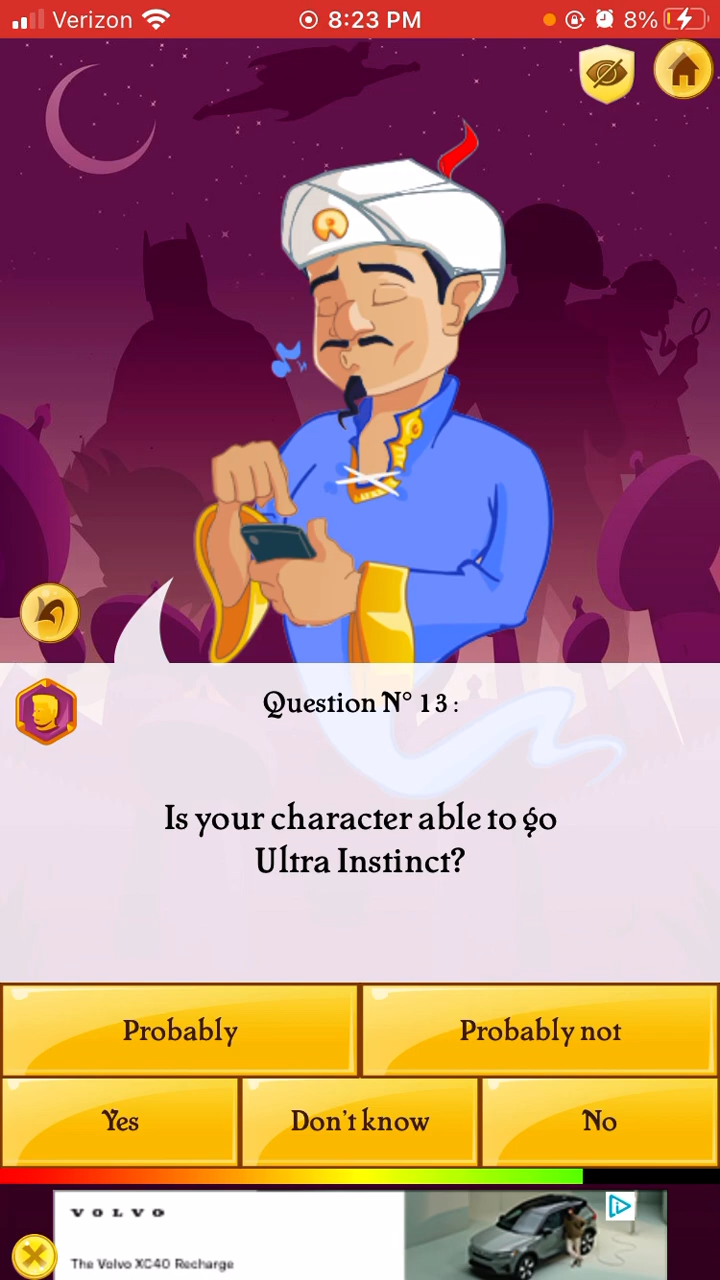 Verizon 8:23 PM 8%
Question N° 13 :
Is your character able to go
Ultra Instinct?
Probably
Probably not
Yes
Don't know
No
VOLVO
The Volvo XC40 Recharge